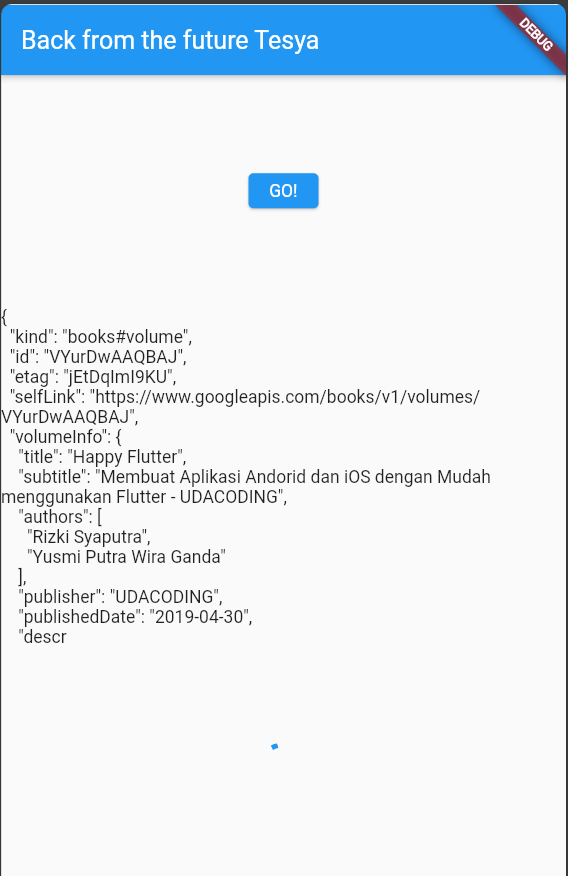 Back from the future Tesya
DEBUG
GO!
{
"kind": "books#volume",
"id": "VYurDwAAQBAJ",
"etag": "jEtDqImI9KU",
"selfLink": "https://www.googleapis.com/books/v1/volumes/
VYurDwAAQBAJ",
"volumeInfo": {
"title": "Happy Flutter",
"subtitle": "Membuat Aplikasi Andorid dan iOS dengan Mudah
menggunakan Flutter - UDACODING",
"authors": [
"Rizki Syaputra",
"Yusmi Putra Wira Ganda"
],
"publisher": "UDACODING",
"publishedDate": "2019-04-30",
"descr